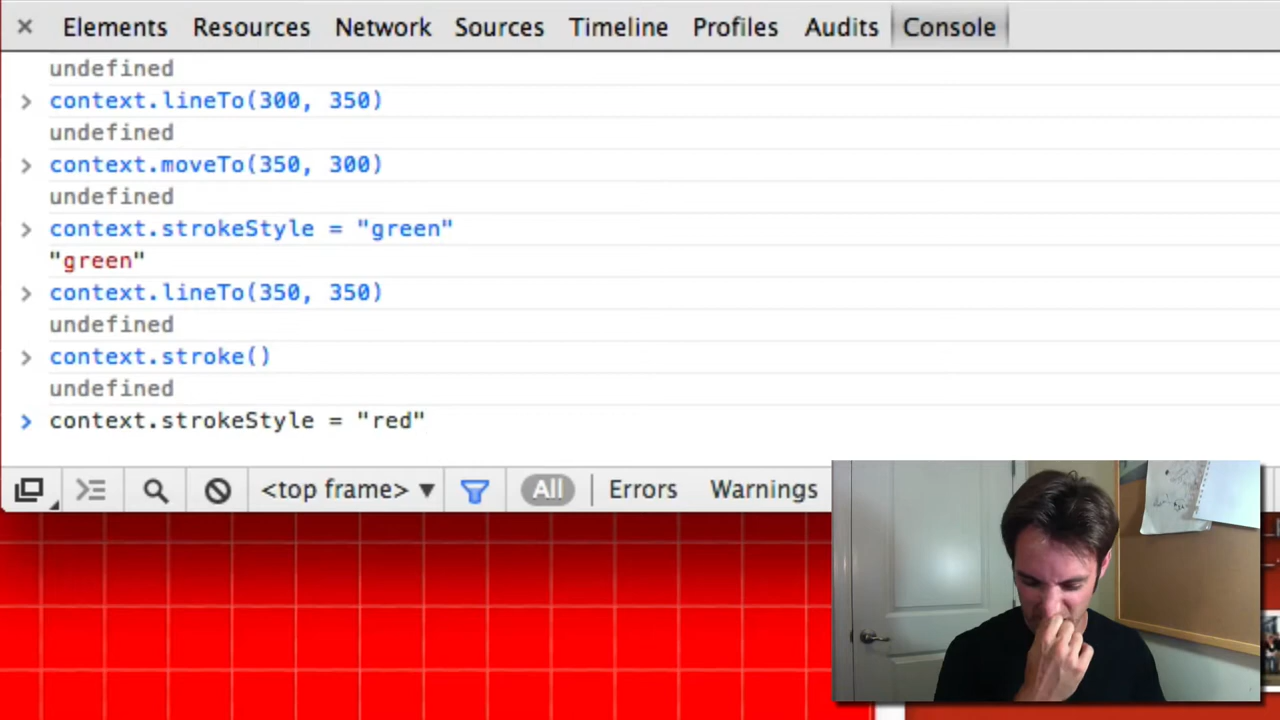 × Elements Resources Network Sources Timeline Profiles Audits Console
undefined
> context.lineTo(300, 350)
undefined
> context.moveTo(350, 300)
undefined
> context.strokeStyle = "green"
"green"
> context.lineTo(350, 350)
undefined
> context.stroke()
undefined
> context.strokeStyle = "red"
<top frame> ▼ All Errors Warnings